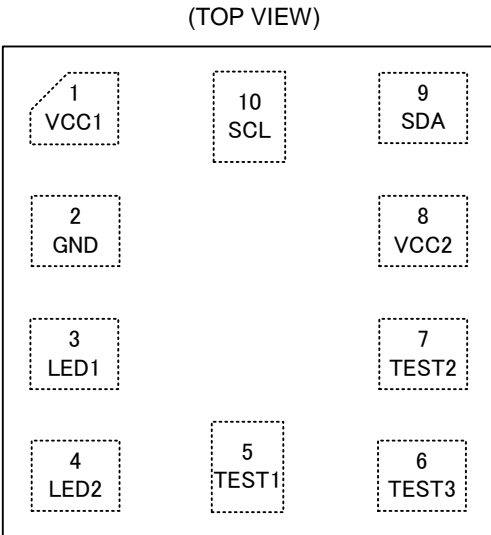 (TOP VIEW)
1
VCC1
10
SCL
9
SDA
2
GND
8
VCC2
3
LED1
7
TEST2
4
LED2
5
TEST1
6
TEST3